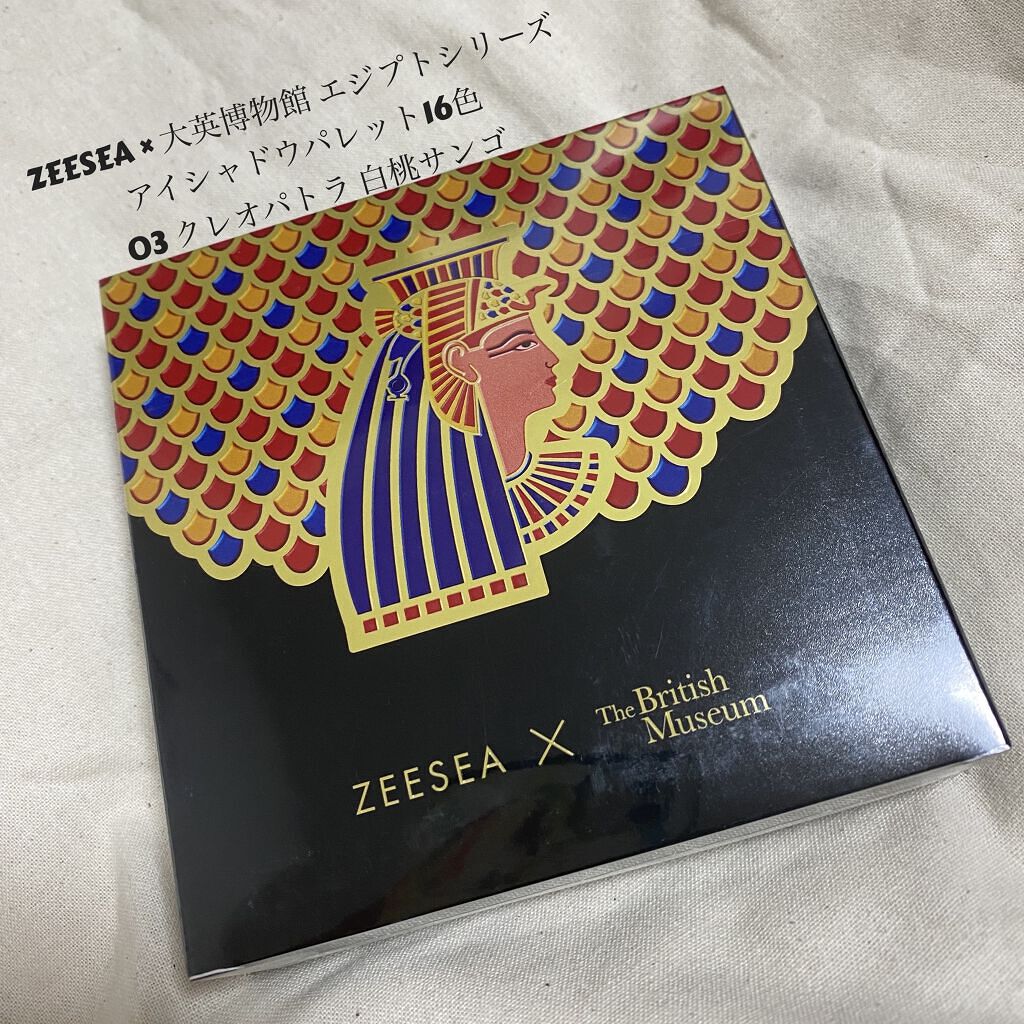 ZEESEA × 大英博物館 エジプトシリーズ
アイシャドウパレット16色
03 クレオパトラ 白桃サンゴ
ZEESEA × The British Museum